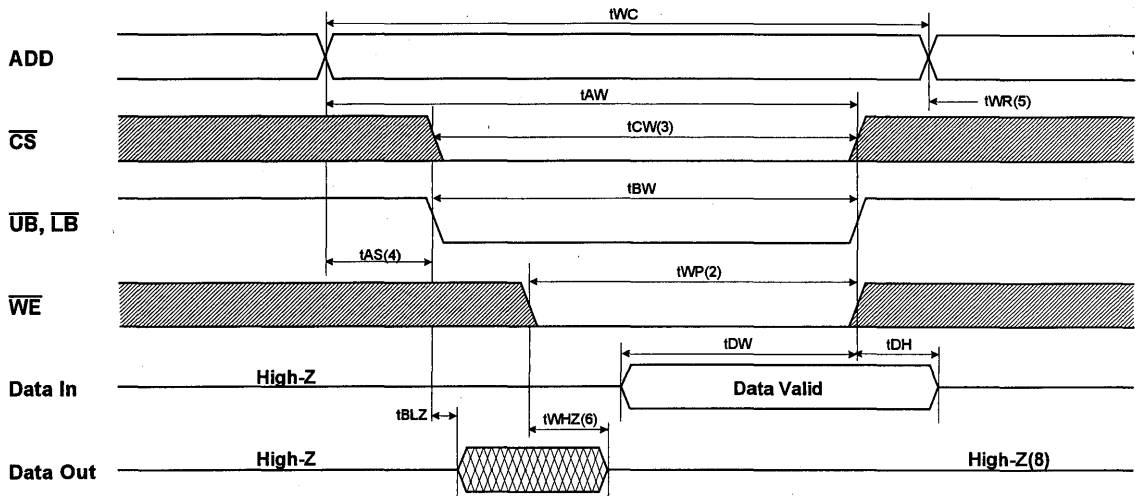 tWC
ADD
tAW
tWR(5)
CS
tCW(3)
tBW
UB, LB
tAS(4)
tWP(2)
WE
tDW
tDH
High-Z
Data In
Data Valid
tBLZ
tWHZ(6)
High-Z
High-Z(8)
Data Out